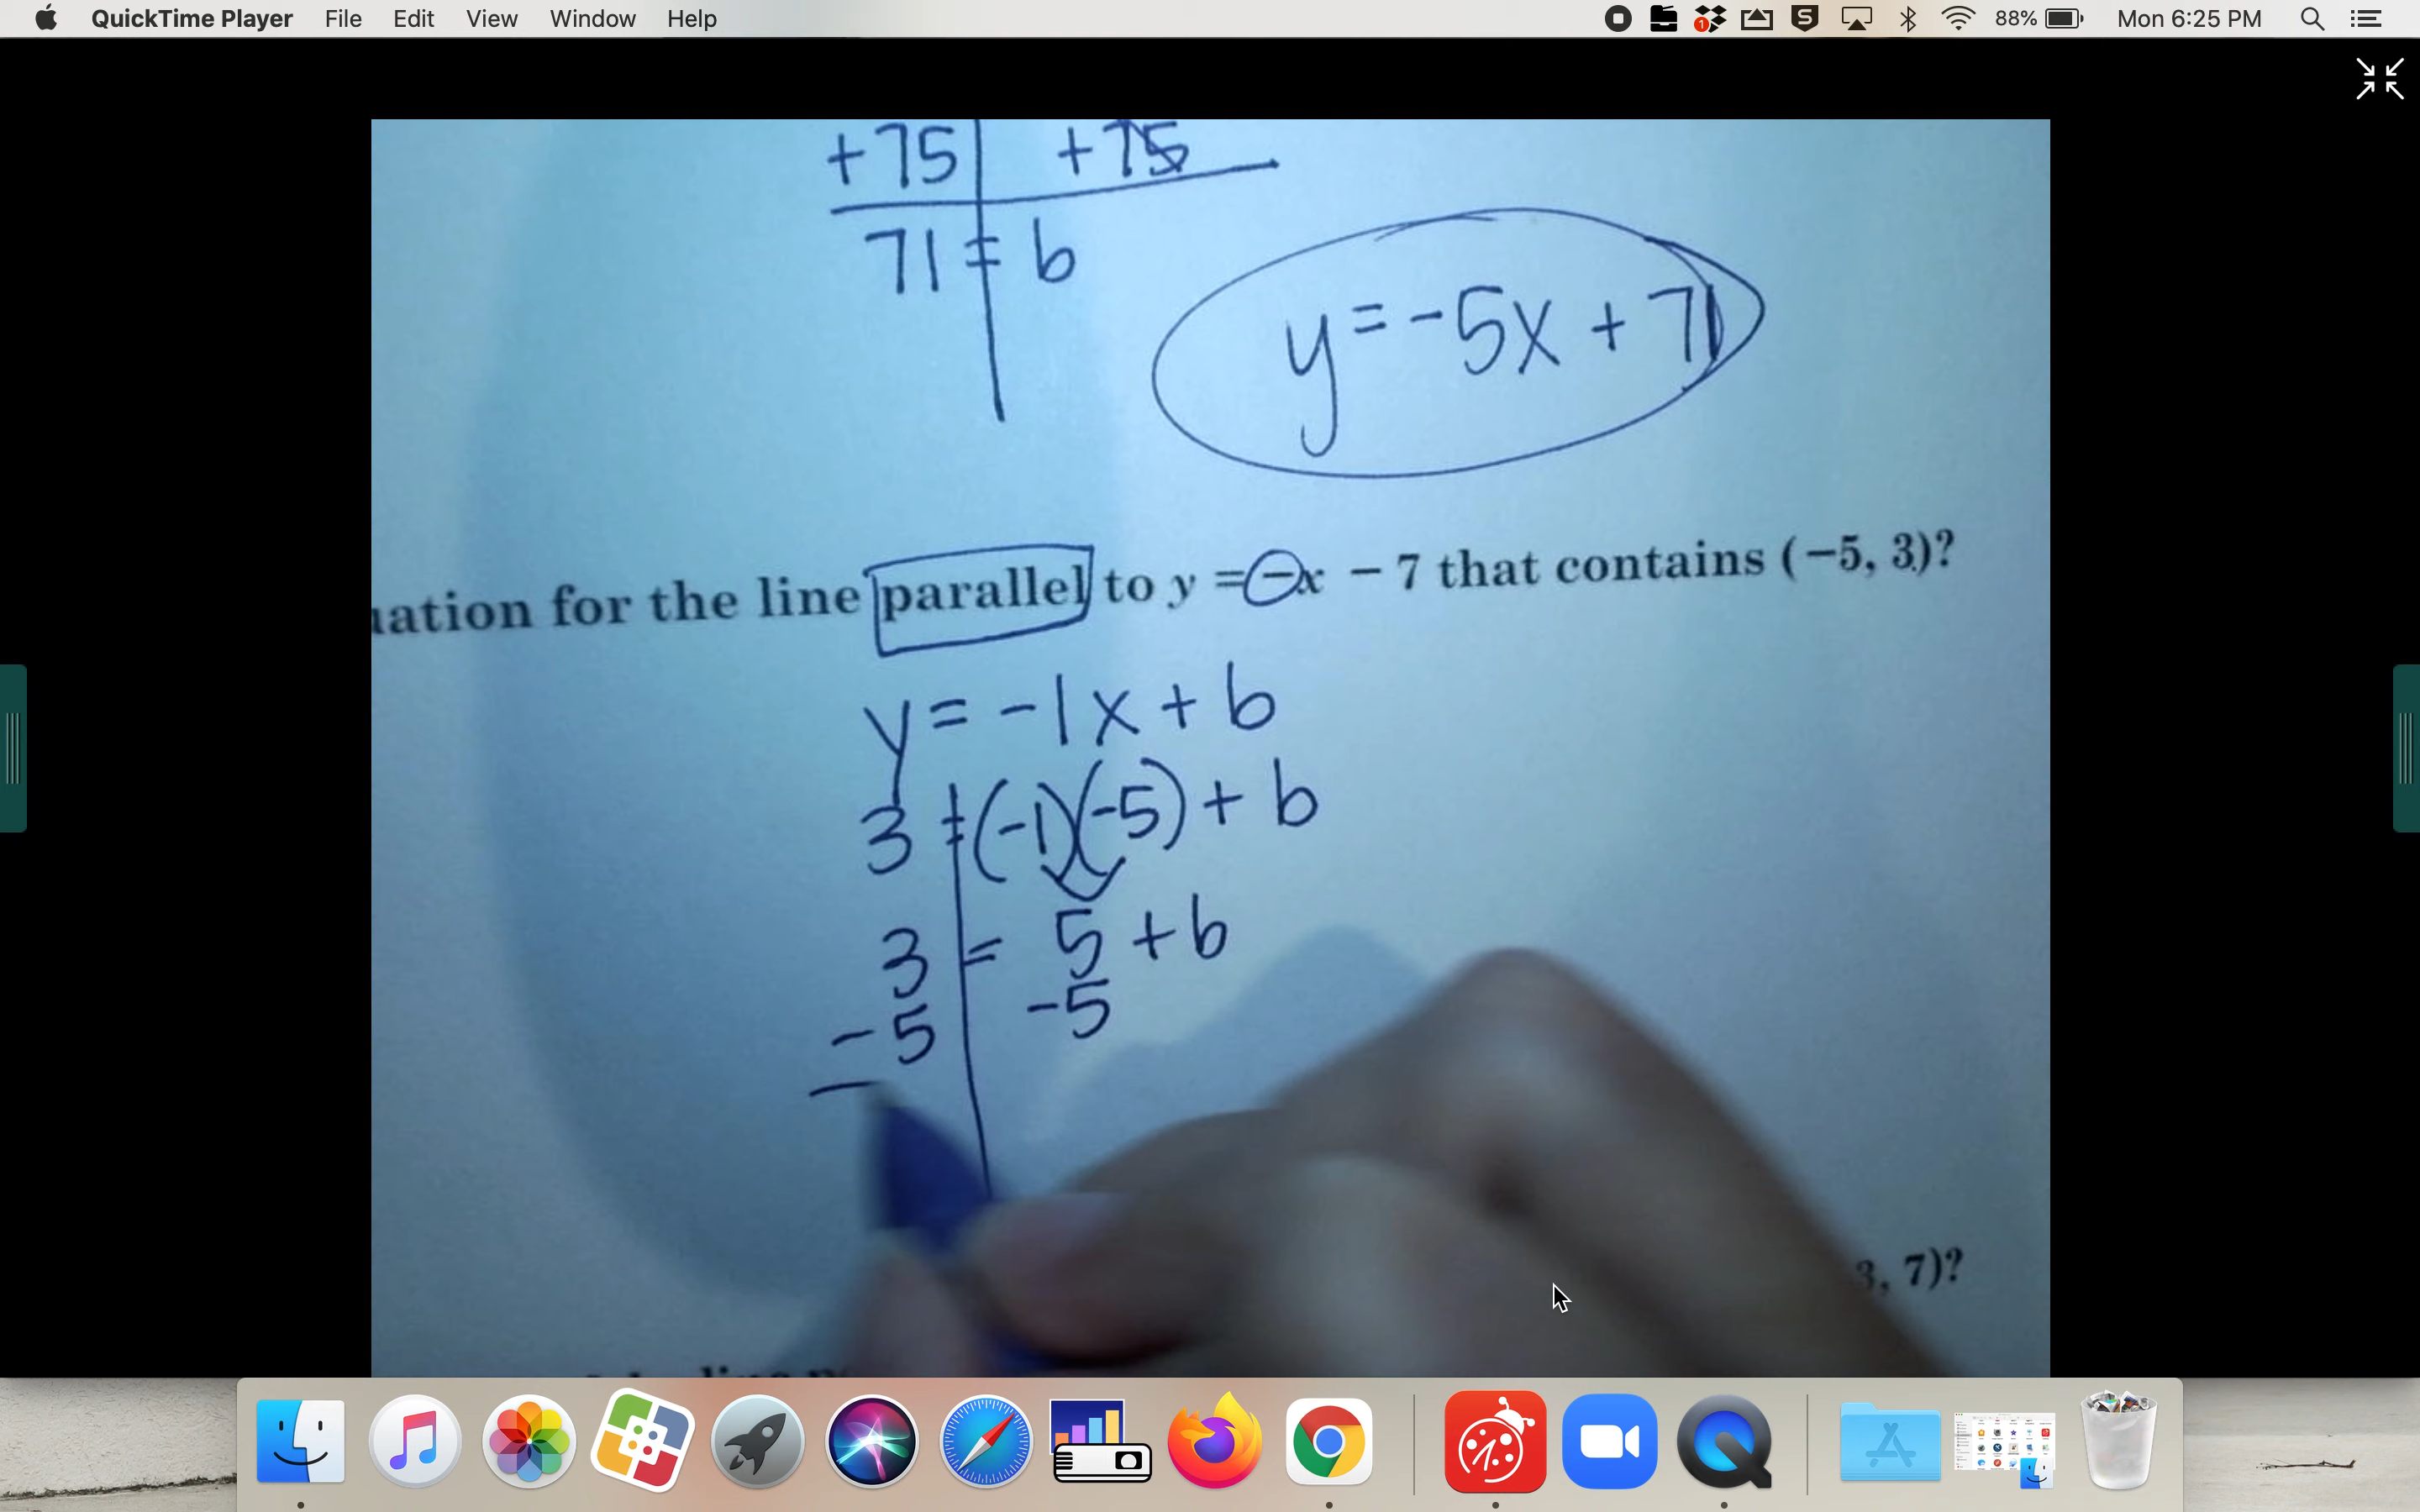 QuickTime Player File Edit View Window Help 1 S 88% Mon 6:25 PM
+75 | +75
71 = b
y = -5x + 71
ation for the line parallel to y = -x - 7 that contains (-5, 3)?
y = -1x + b
3 = (-1)(-5) + b
3 = 5 + b
-5 -5
3, 7)?